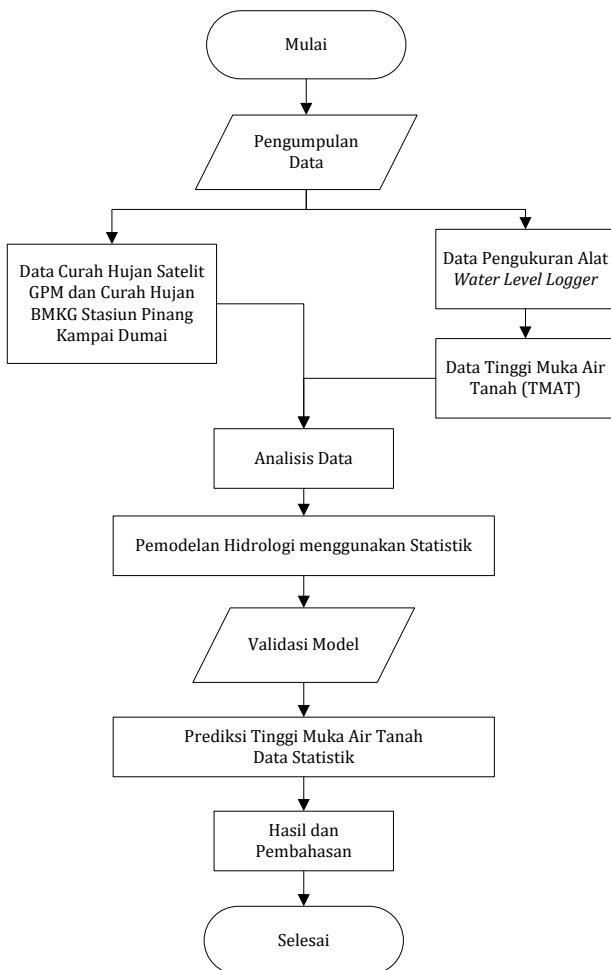 Mulai
Pengumpulan
Data
Data Curah Hujan Satelit
GPM dan Curah Hujan
BMKG Stasiun Pinang
Kampai Dumai
Data Pengukuran Alat
Water Level Logger
Data Tinggi Muka Air
Tanah (TMAT)
Analisis Data
Pemodelan Hidrologi menggunakan Statistik
Validasi Model
Prediksi Tinggi Muka Air Tanah
Data Statistik
Hasil dan
Pembahasan
Selesai